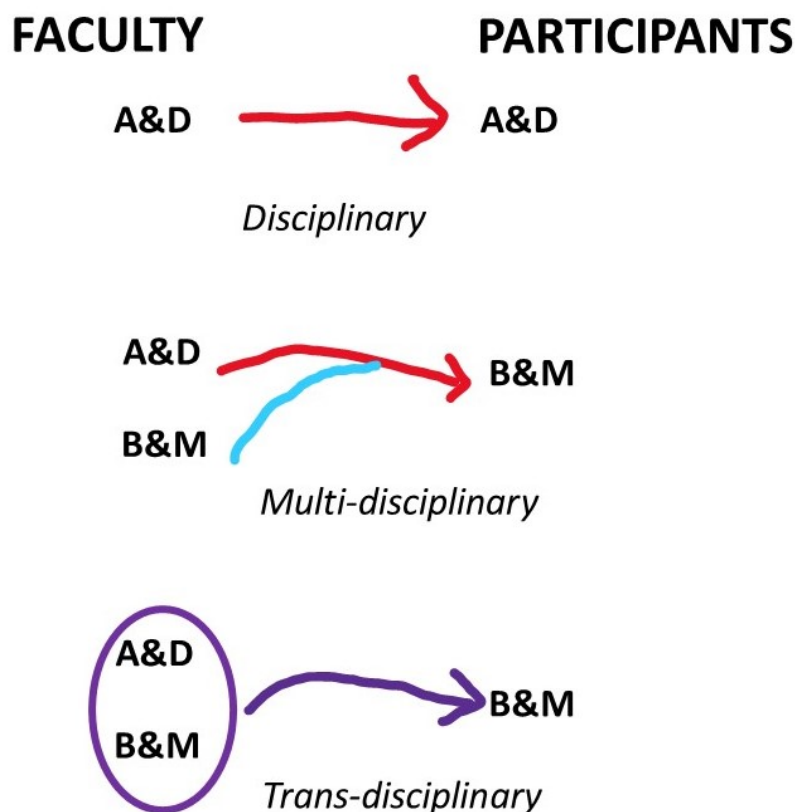 FACULTY PARTICIPANTS
A&D A&D
Disciplinary
A&D
B&M
B&M
Multi-disciplinary
A&D
B&M
B&M
Trans-disciplinary